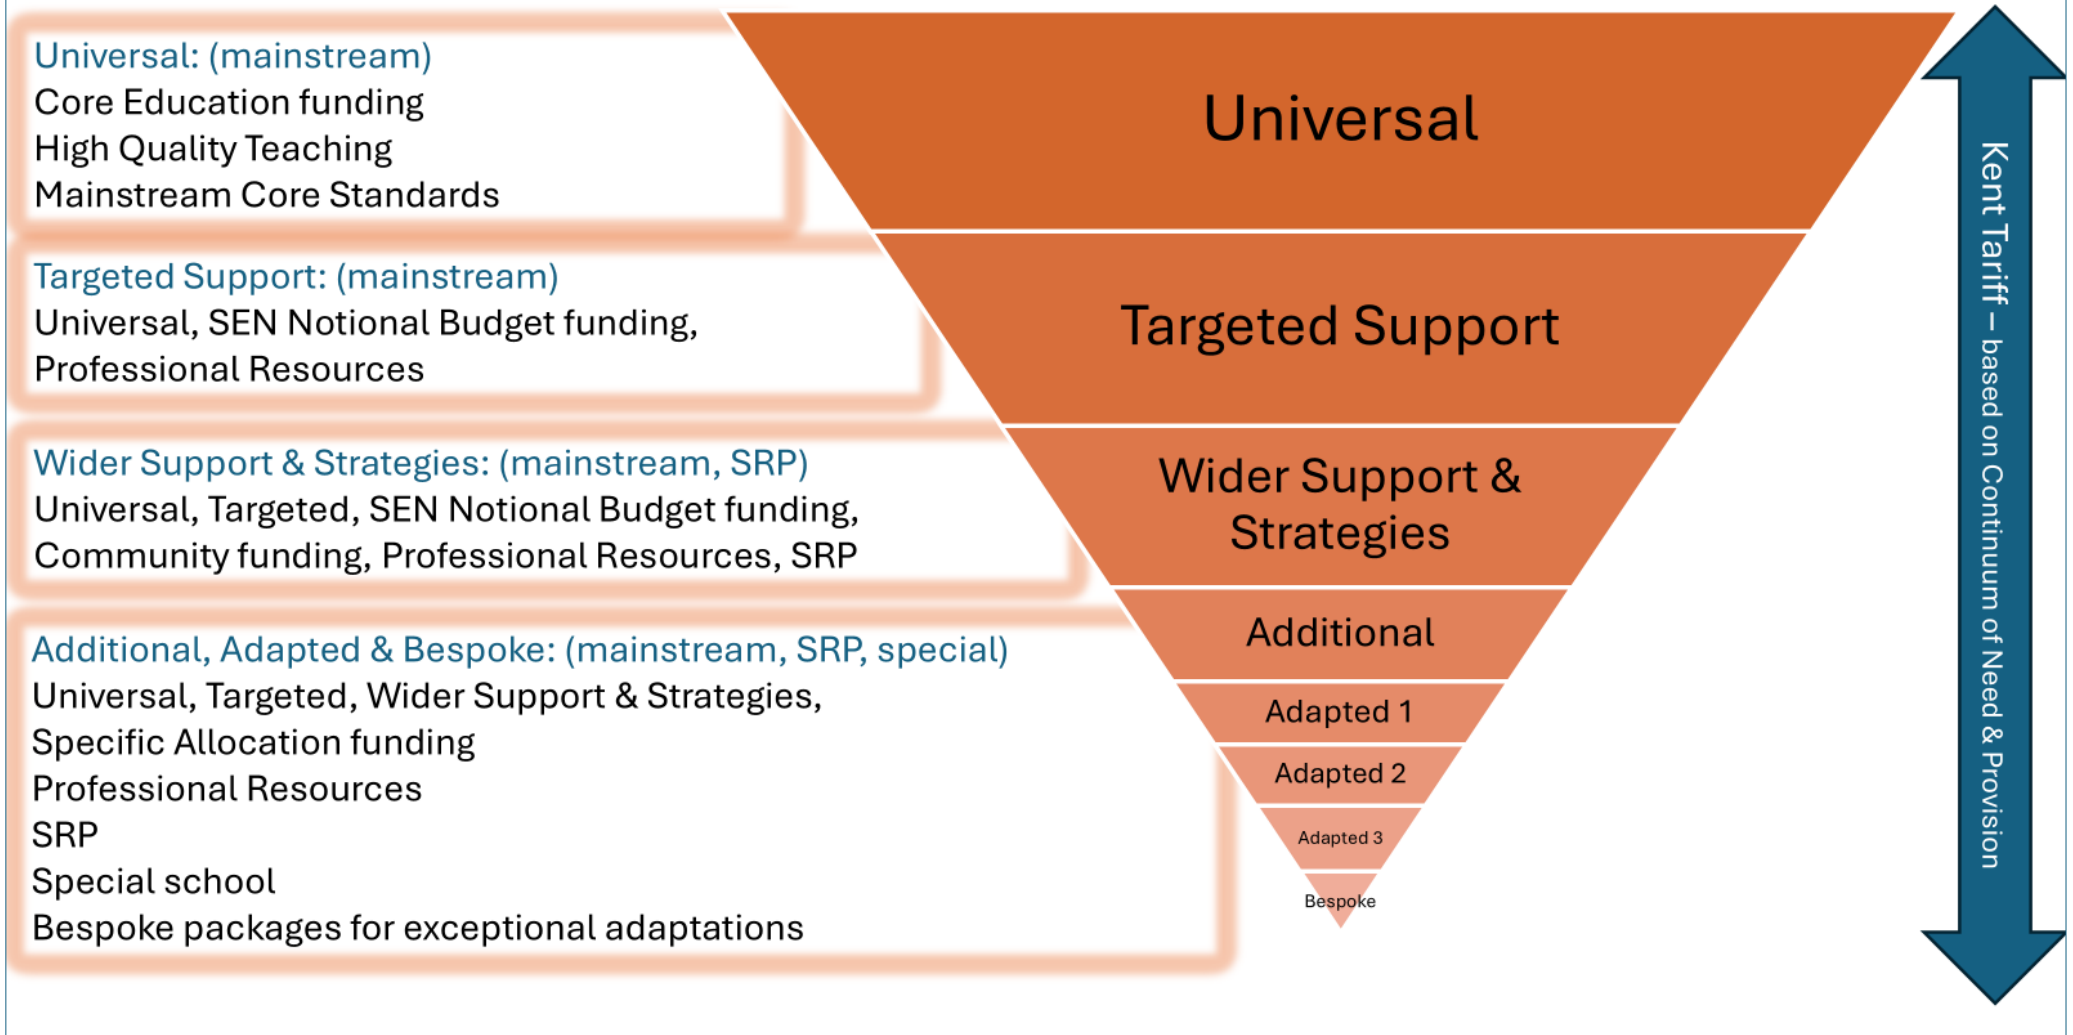 Universal: (mainstream)
Core Education funding
High Quality Teaching
Mainstream Core Standards
Targeted Support: (mainstream)
Universal, SEN Notional Budget funding,
Professional Resources
Wider Support & Strategies: (mainstream, SRP)
Universal, Targeted, SEN Notional Budget funding,
Community funding, Professional Resources, SRP
Additional, Adapted & Bespoke: (mainstream, SRP, special)
Universal, Targeted, Wider Support & Strategies,
Specific Allocation funding
Professional Resources
SRP
Special school
Bespoke packages for exceptional adaptations
Universal
Targeted Support
Wider Support &
Strategies
Additional
Adapted 1
Adapted 2
Adapted 3
Bespoke
Kent Tariff – based on Continuum of Need & Provision